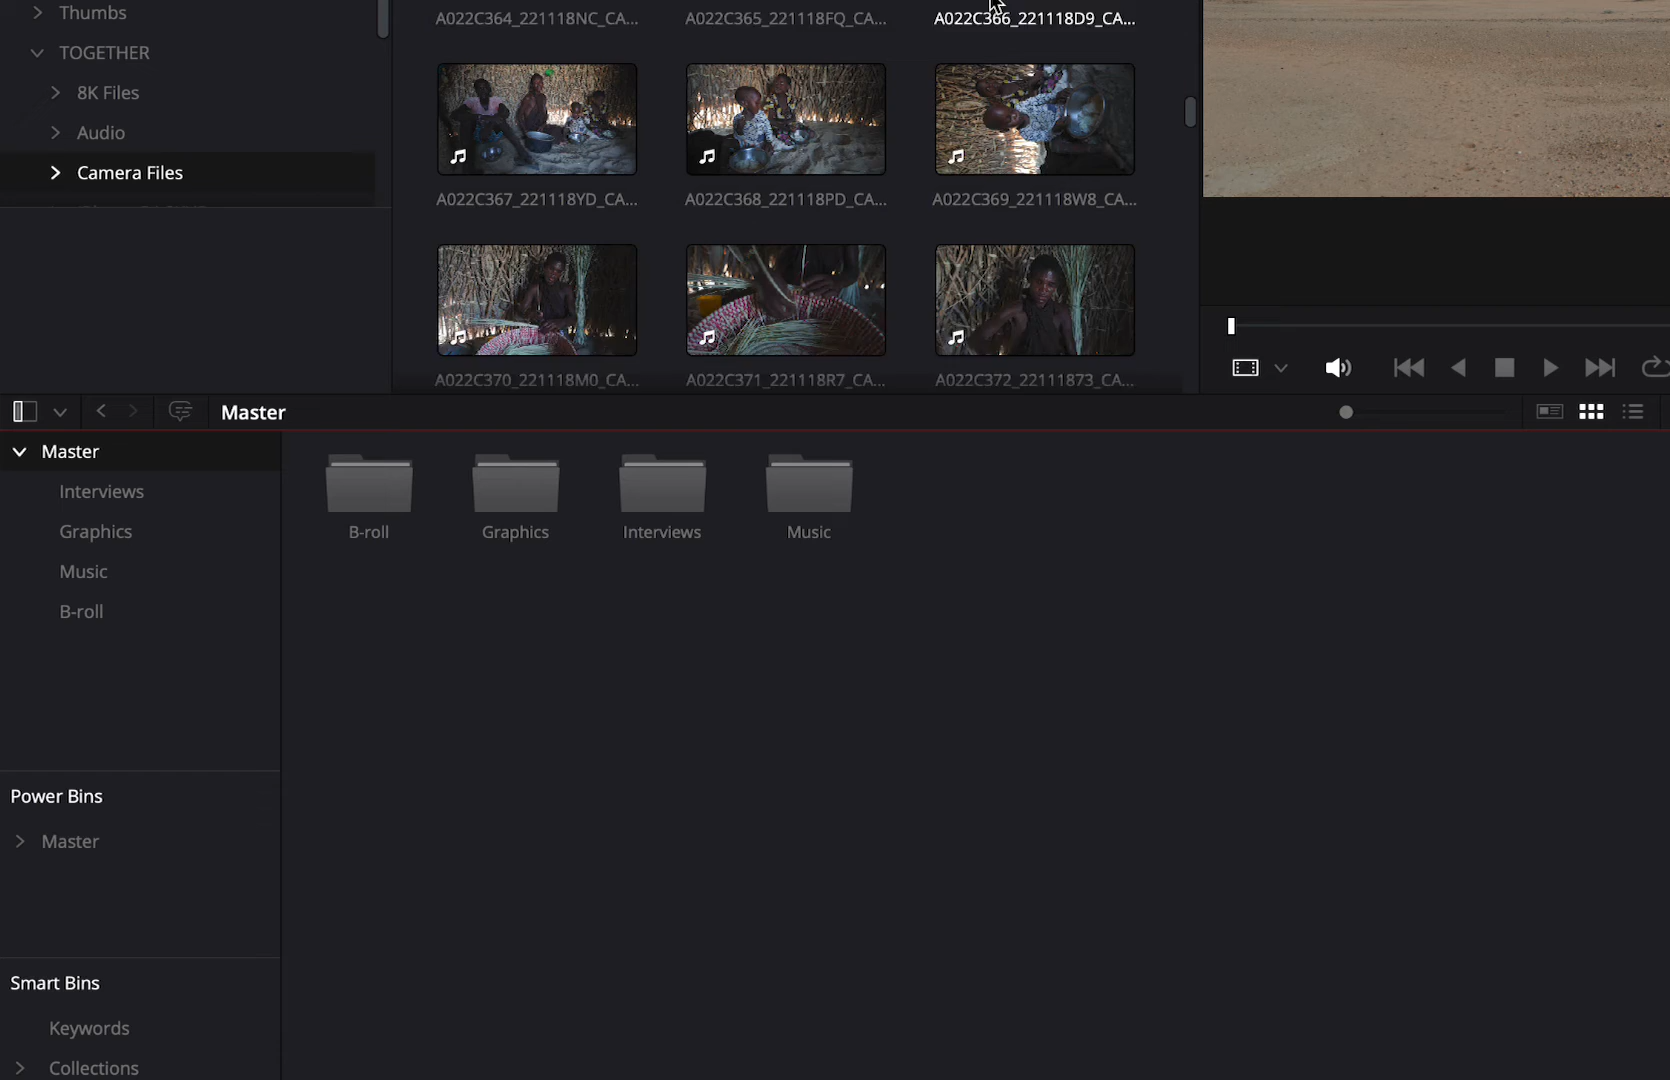 Thumbs
TOGETHER
8K Files
Audio
Camera Files
A022C364_221118NC_CA...
A022C365_221118FQ_CA...
A022C366_221118D9_CA...
A022C367_221118YD_CA...
A022C368_221118PD_CA...
A022C369_221118W8_CA...
A022C370_221118M0_CA...
A022C371_221118R7_CA...
A022C372_22111873_CA...
Master
Master
Interviews
Graphics
Music
B-roll
B-roll
Graphics
Interviews
Music
Power Bins
Master
Smart Bins
Keywords
Collections